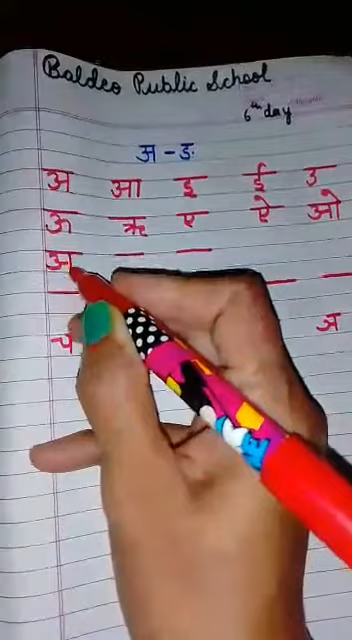 Baldeo Public School
6th day
अ - ङ
अ आ इ ई उ
ऊ ऋ ए ऐ ओ
अ
च ञ